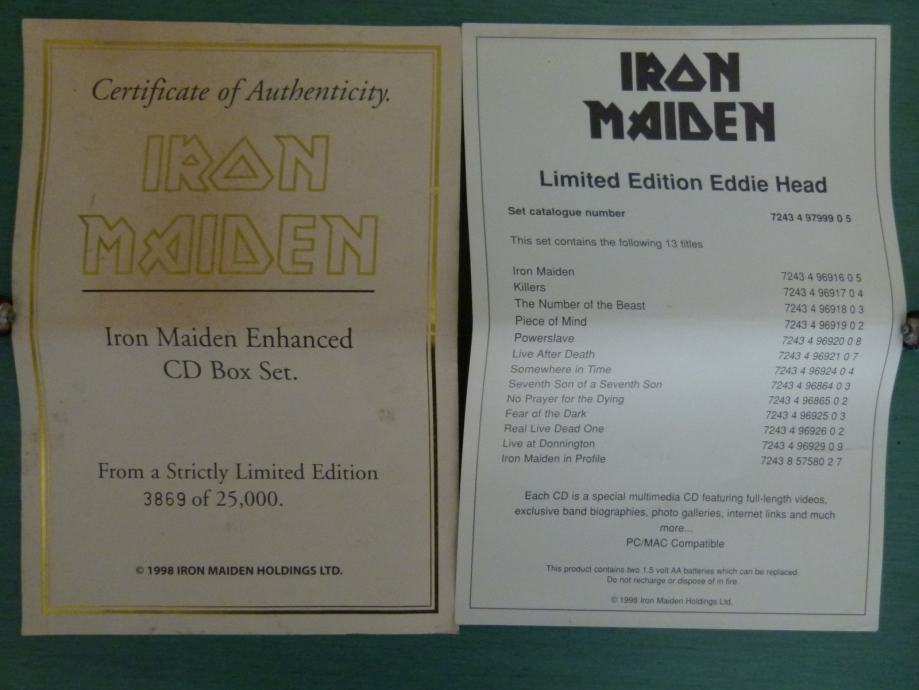 Certificate of Authenticity.
IRON
MAIDEN
Iron Maiden Enhanced
CD Box Set.
From a Strictly Limited Edition
3869 of 25,000.
© 1998 IRON MAIDEN HOLDINGS LTD.
IRON
MAIDEN
Limited Edition Eddie Head
Set catalogue number 7243 4 97999 0 5
This set contains the following 13 titles
Iron Maiden 7243 4 96916 0 5
Killers 7243 4 96917 0 4
The Number of the Beast 7243 4 96918 0 3
Piece of Mind 7243 4 96919 0 2
Powerslave 7243 4 96920 0 8
Live After Death 7243 4 96921 0 7
Somewhere in Time 7243 4 96924 0 4
Seventh Son of a Seventh Son 7243 4 96864 0 3
No Prayer for the Dying 7243 4 96865 0 2
Fear of the Dark 7243 4 96925 0 3
Real Live Dead One 7243 4 96926 0 2
Live at Donnington 7243 4 96929 0 9
Iron Maiden in Profile 7243 8 57580 2 7
Each CD is a special multimedia CD featuring full-length videos,
exclusive band biographies, photo galleries, internet links and much
more...
PC/MAC Compatible
This product contains two 1.5 volt AA batteries which can be replaced.
Do not recharge or dispose of in fire.
© 1998 Iron Maiden Holdings Ltd.